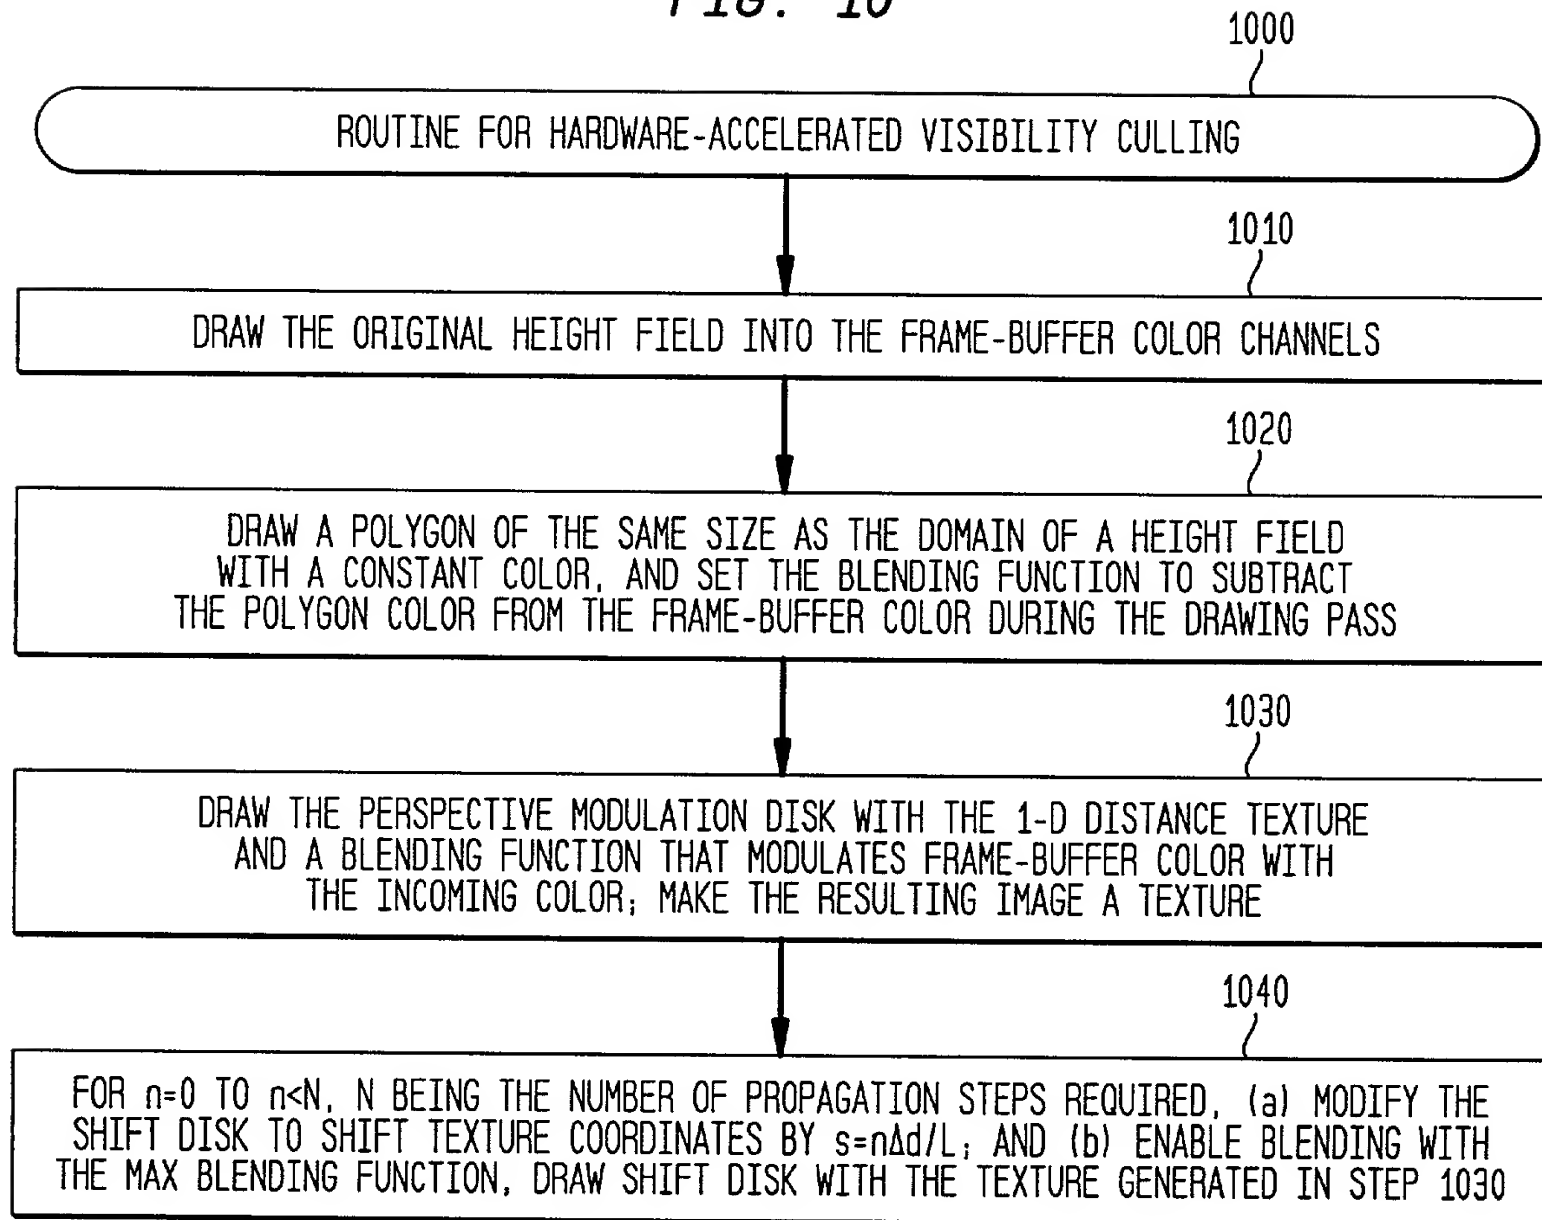 FIG. 10
1000
ROUTINE FOR HARDWARE-ACCELERATED VISIBILITY CULLING
1010
DRAW THE ORIGINAL HEIGHT FIELD INTO THE FRAME-BUFFER COLOR CHANNELS
1020
DRAW A POLYGON OF THE SAME SIZE AS THE DOMAIN OF A HEIGHT FIELD
WITH A CONSTANT COLOR, AND SET THE BLENDING FUNCTION TO SUBTRACT
THE POLYGON COLOR FROM THE FRAME-BUFFER COLOR DURING THE DRAWING PASS
1030
DRAW THE PERSPECTIVE MODULATION DISK WITH THE 1-D DISTANCE TEXTURE
AND A BLENDING FUNCTION THAT MODULATES FRAME-BUFFER COLOR WITH
THE INCOMING COLOR; MAKE THE RESULTING IMAGE A TEXTURE
1040
FOR n=0 TO n<N, N BEING THE NUMBER OF PROPAGATION STEPS REQUIRED, (a) MODIFY THE
SHIFT DISK TO SHIFT TEXTURE COORDINATES BY s=nΔd/L; AND (b) ENABLE BLENDING WITH
THE MAX BLENDING FUNCTION, DRAW SHIFT DISK WITH THE TEXTURE GENERATED IN STEP 1030